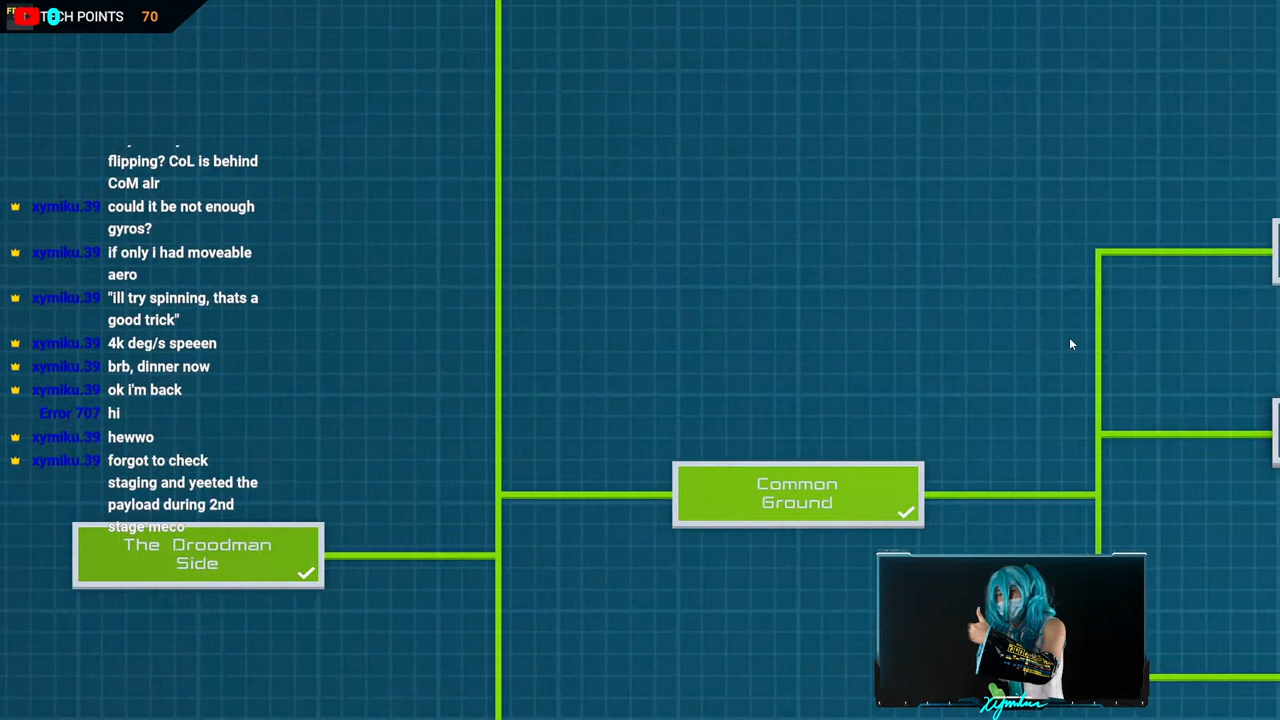 TECH POINTS 70
flipping? CoL is behind
CoM alr
xymiku.39 could it be not enough
gyros?
xymiku.39 if only i had moveable
aero
xymiku.39 "ill try spinning, thats a
good trick"
xymiku.39 4k deg/s speeen
xymiku.39 brb, dinner now
xymiku.39 ok i'm back
Error 707 hi
xymiku.39 hewwo
xymiku.39 forgot to check
staging and yeeted the
payload during 2nd
stage meco
The Droodman
Side
Common
Ground
xymiku